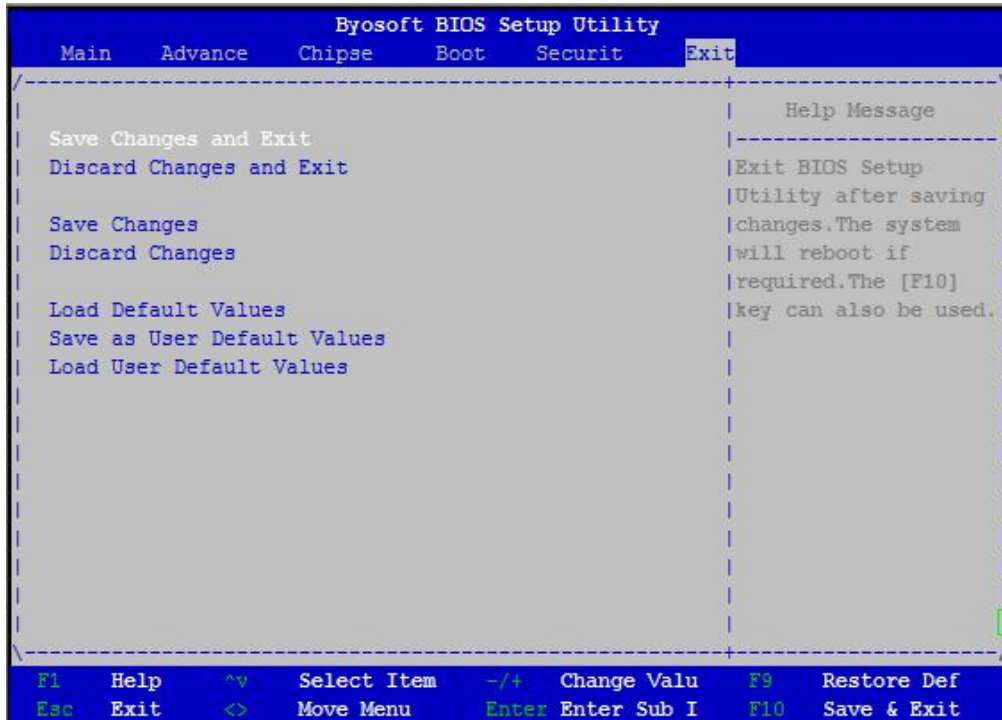 Byosoft BIOS Setup Utility
Main Advance Chipse Boot Securit Exit
Help Message
Save Changes and Exit
Discard Changes and Exit
Save Changes
Discard Changes
Load Default Values
Save as User Default Values
Load User Default Values
Exit BIOS Setup
Utility after saving
changes.The system
will reboot if
required.The [F10]
key can also be used.
F1 Help ^v Select Item -/+ Change Valu F9 Restore Def
Esc Exit <> Move Menu Enter Enter Sub I F10 Save & Exit